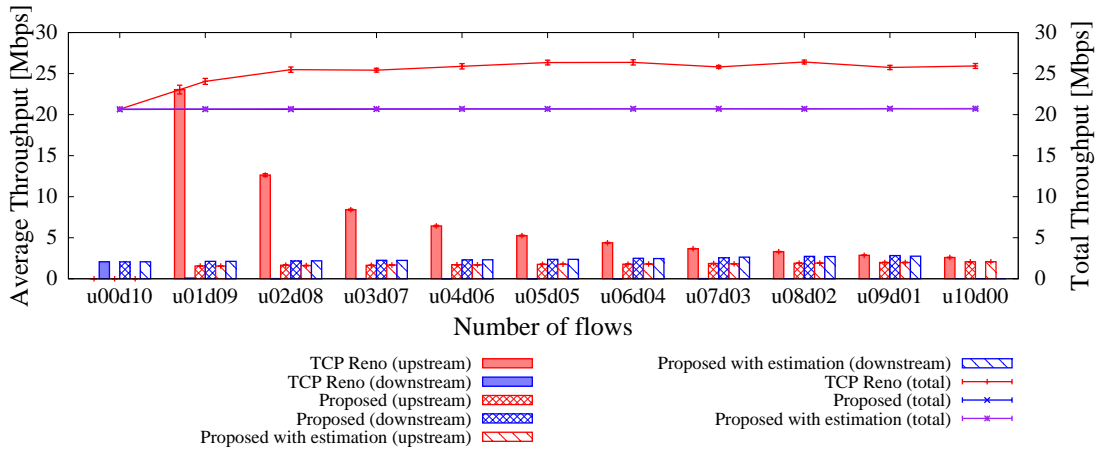 Average Throughput [Mbps]
30
25
20
15
10
5
0
Total Throughput [Mbps]
30
25
20
15
10
5
0
u00d10 u01d09 u02d08 u03d07 u04d06 u05d05 u06d04 u07d03 u08d02 u09d01 u10d00
Number of flows
TCP Reno (upstream)
TCP Reno (downstream)
Proposed (upstream)
Proposed (downstream)
Proposed with estimation (upstream)
Proposed with estimation (downstream)
TCP Reno (total)
Proposed (total)
Proposed with estimation (total)